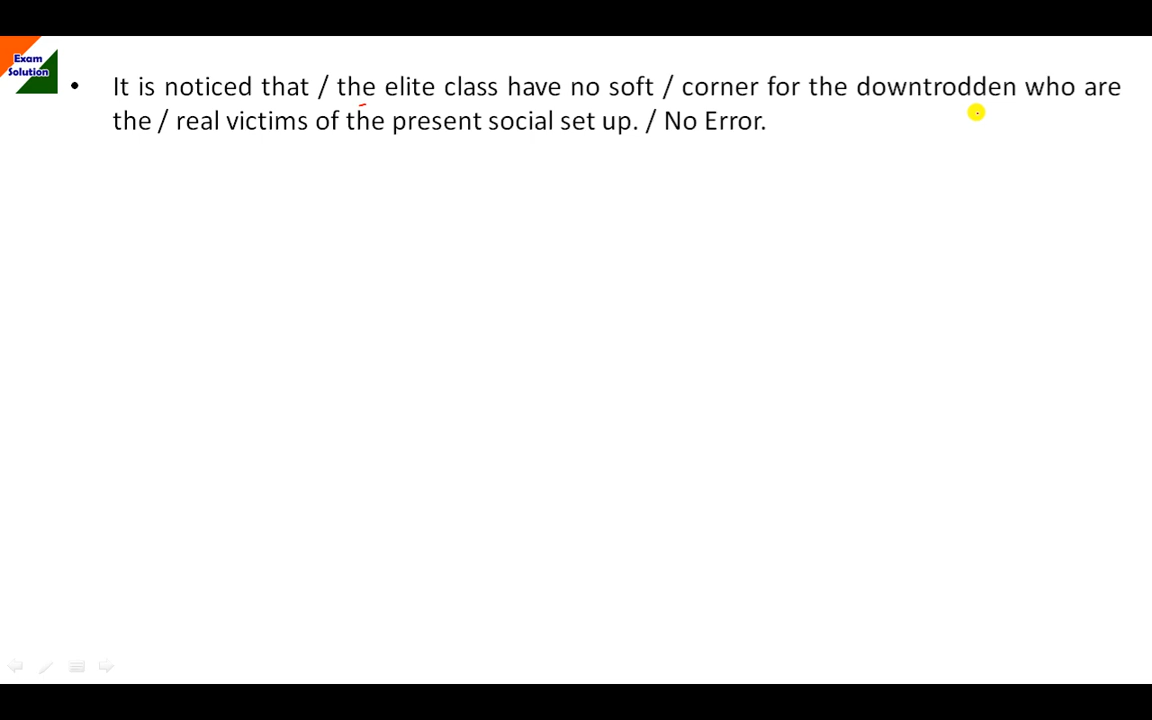 Exam
Solution
• It is noticed that / the elite class have no soft / corner for the downtrodden who are
the / real victims of the present social set up. / No Error.